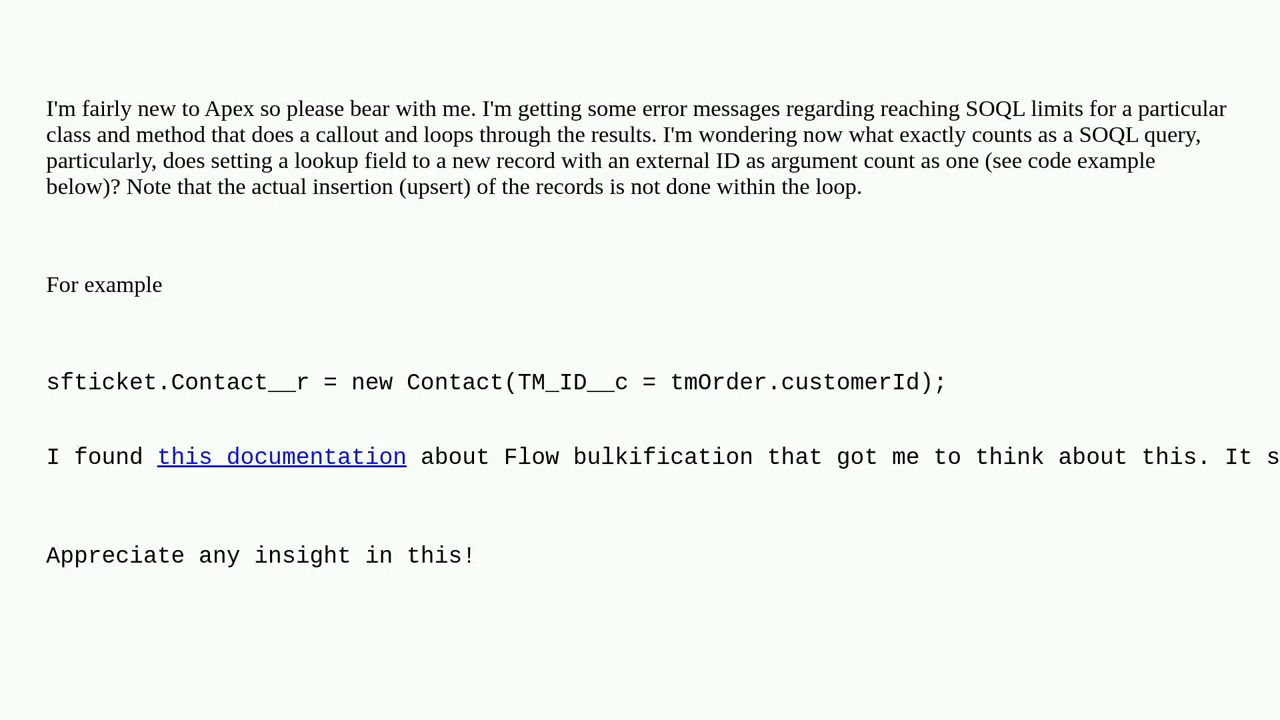 I'm fairly new to Apex so please bear with me. I'm getting some error messages regarding reaching SOQL limits for a particular
class and method that does a callout and loops through the results. I'm wondering now what exactly counts as a SOQL query,
particularly, does setting a lookup field to a new record with an external ID as argument count as one (see code example
below)? Note that the actual insertion (upsert) of the records is not done within the loop.
For example
sfticket.Contact__r = new Contact(TM_ID__c = tmOrder.customerId);
I found this documentation about Flow bulkification that got me to think about this. It s
Appreciate any insight in this!